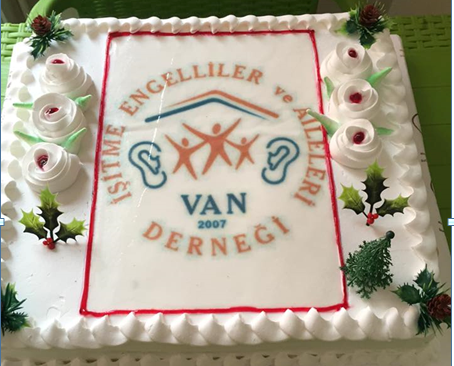 İŞİTME ENGELLİLER ve AİLELERİ
VAN
2007
DERNEĞİ